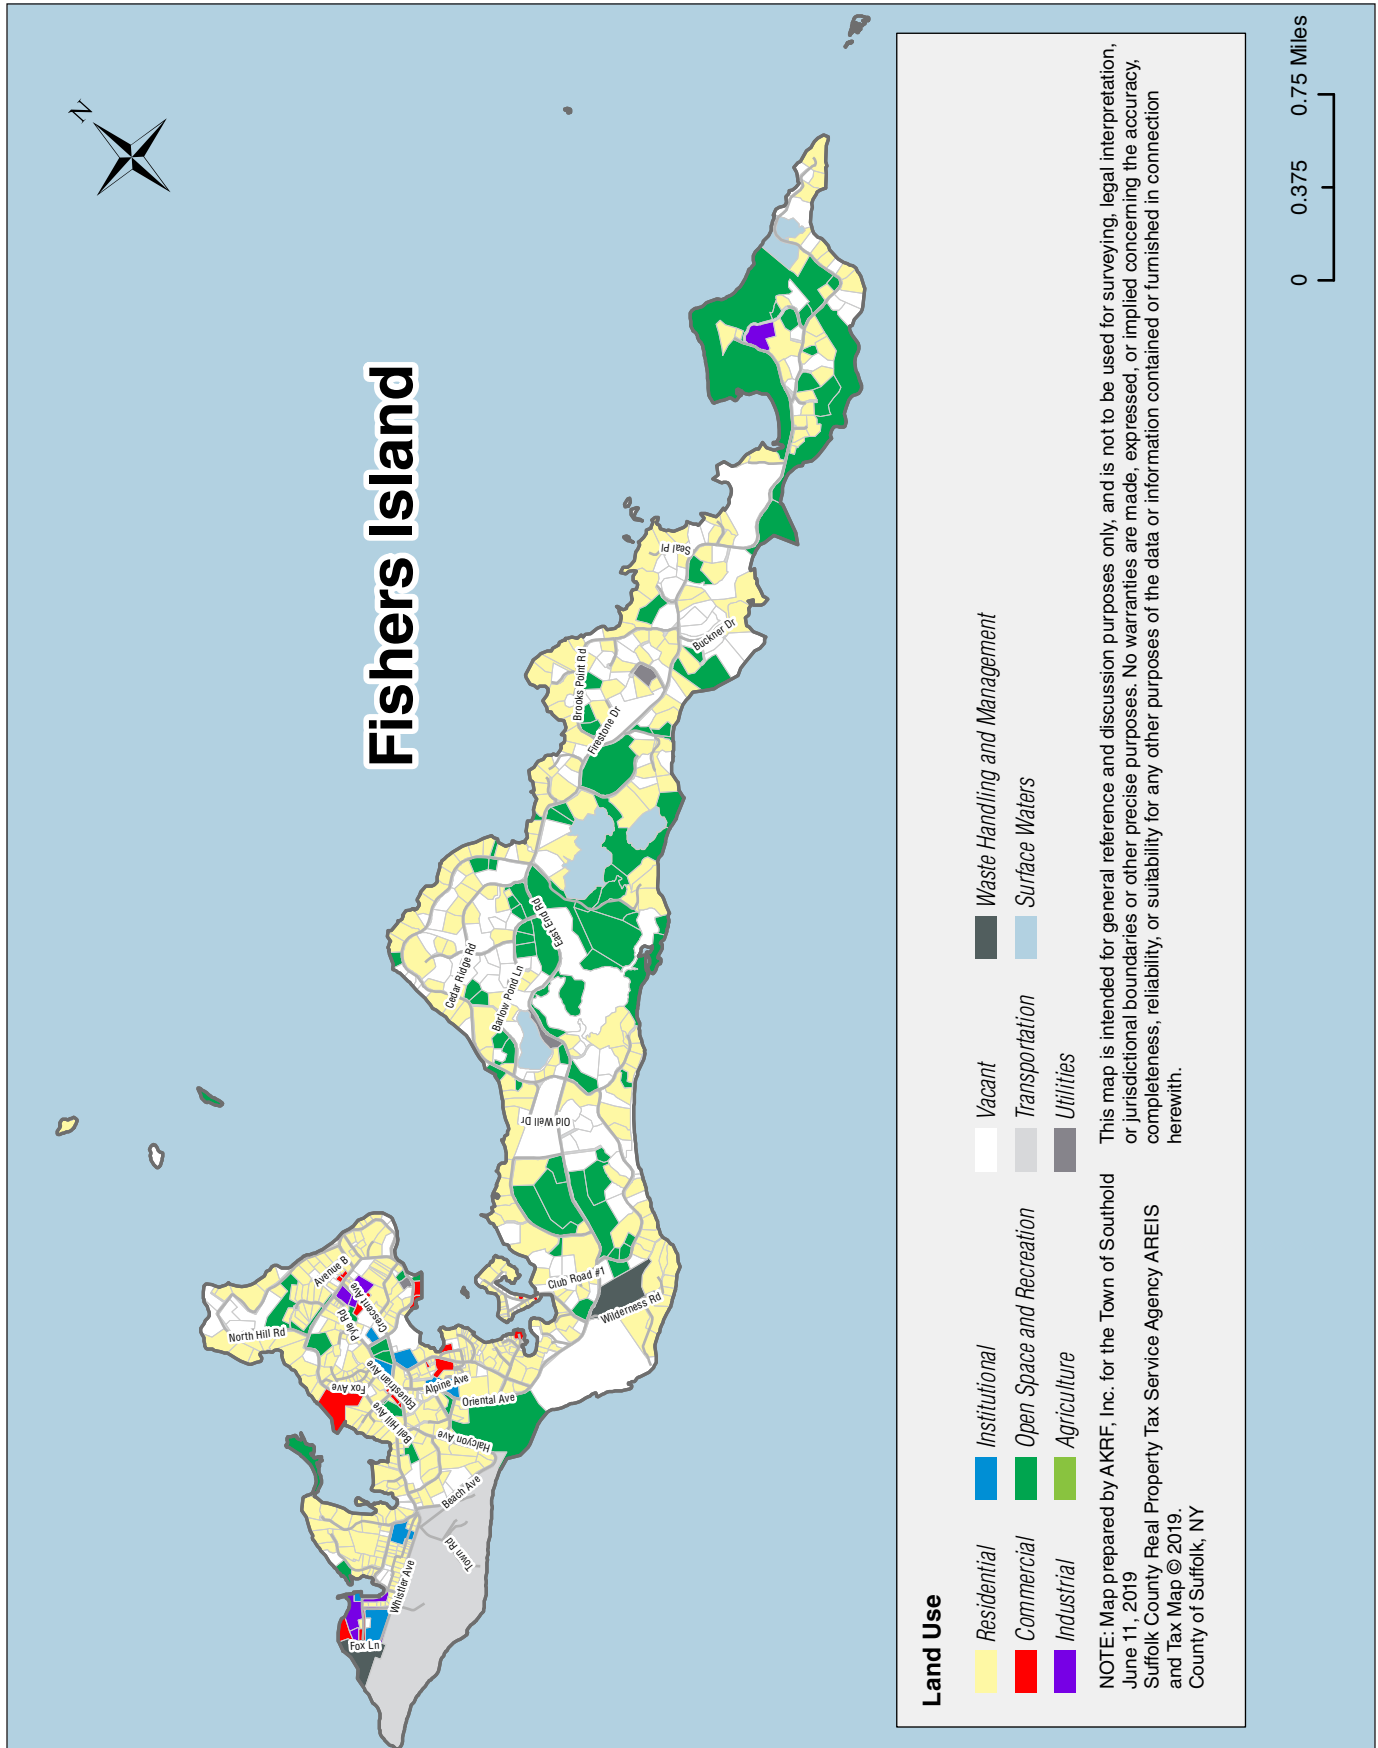 N
Fishers Island
Seal Pl
Buckner Dr
Brooks Point Rd
Firestone Dr
East End Rd
Cedar Ridge Rd
Barlow Pond Ln
Old Well Dr
Club Road #1
Wilderness Rd
Avenue B
Crescent Ave
Pyle Rd
North Hill Rd
Equestrian Ave
Fox Ave
Alpine Ave
Oriental Ave
Bell Hill Ave
Halcyon Ave
Beach Ave
Town Rd
Whistler Ave
Fox Ln
Land Use
Residential
Commercial
Industrial
Institutional
Open Space and Recreation
Agriculture
Vacant
Transportation
Utilities
Waste Handling and Management
Surface Waters
NOTE: Map prepared by AKRF, Inc. for the Town of Southold
June 11, 2019
Suffolk County Real Property Tax Service Agency AREIS
and Tax Map © 2019.
County of Suffolk, NY
This map is intended for general reference and discussion purposes only, and is not to be used for surveying, legal interpretation,
or jurisdictional boundaries or other precise purposes. No warranties are made, expressed, or implied concerning the accuracy,
completeness, reliability, or suitability for any other purposes of the data or information contained or furnished in connection
herewith.
0 0.375 0.75 Miles